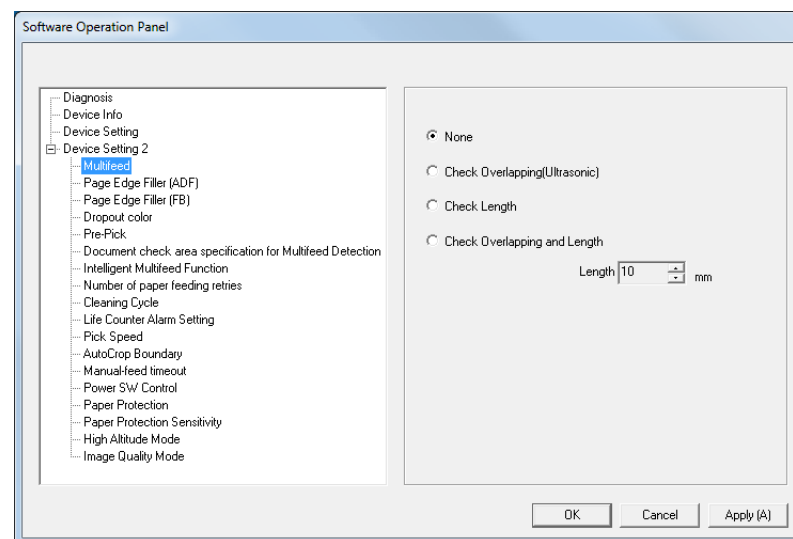 Software Operation Panel
Diagnosis
Device Info
Device Setting
Device Setting 2
Multifeed
Page Edge Filler (ADF)
Page Edge Filler (FB)
Dropout color
Pre-Pick
Document check area specification for Multifeed Detection
Intelligent Multifeed Function
Number of paper feeding retries
Cleaning Cycle
Life Counter Alarm Setting
Pick Speed
AutoCrop Boundary
Manual-feed timeout
Power SW Control
Paper Protection
Paper Protection Sensitivity
High Altitude Mode
Image Quality Mode
None
Check Overlapping(Ultrasonic)
Check Length
Check Overlapping and Length
Length 10 mm
OK Cancel Apply (A)